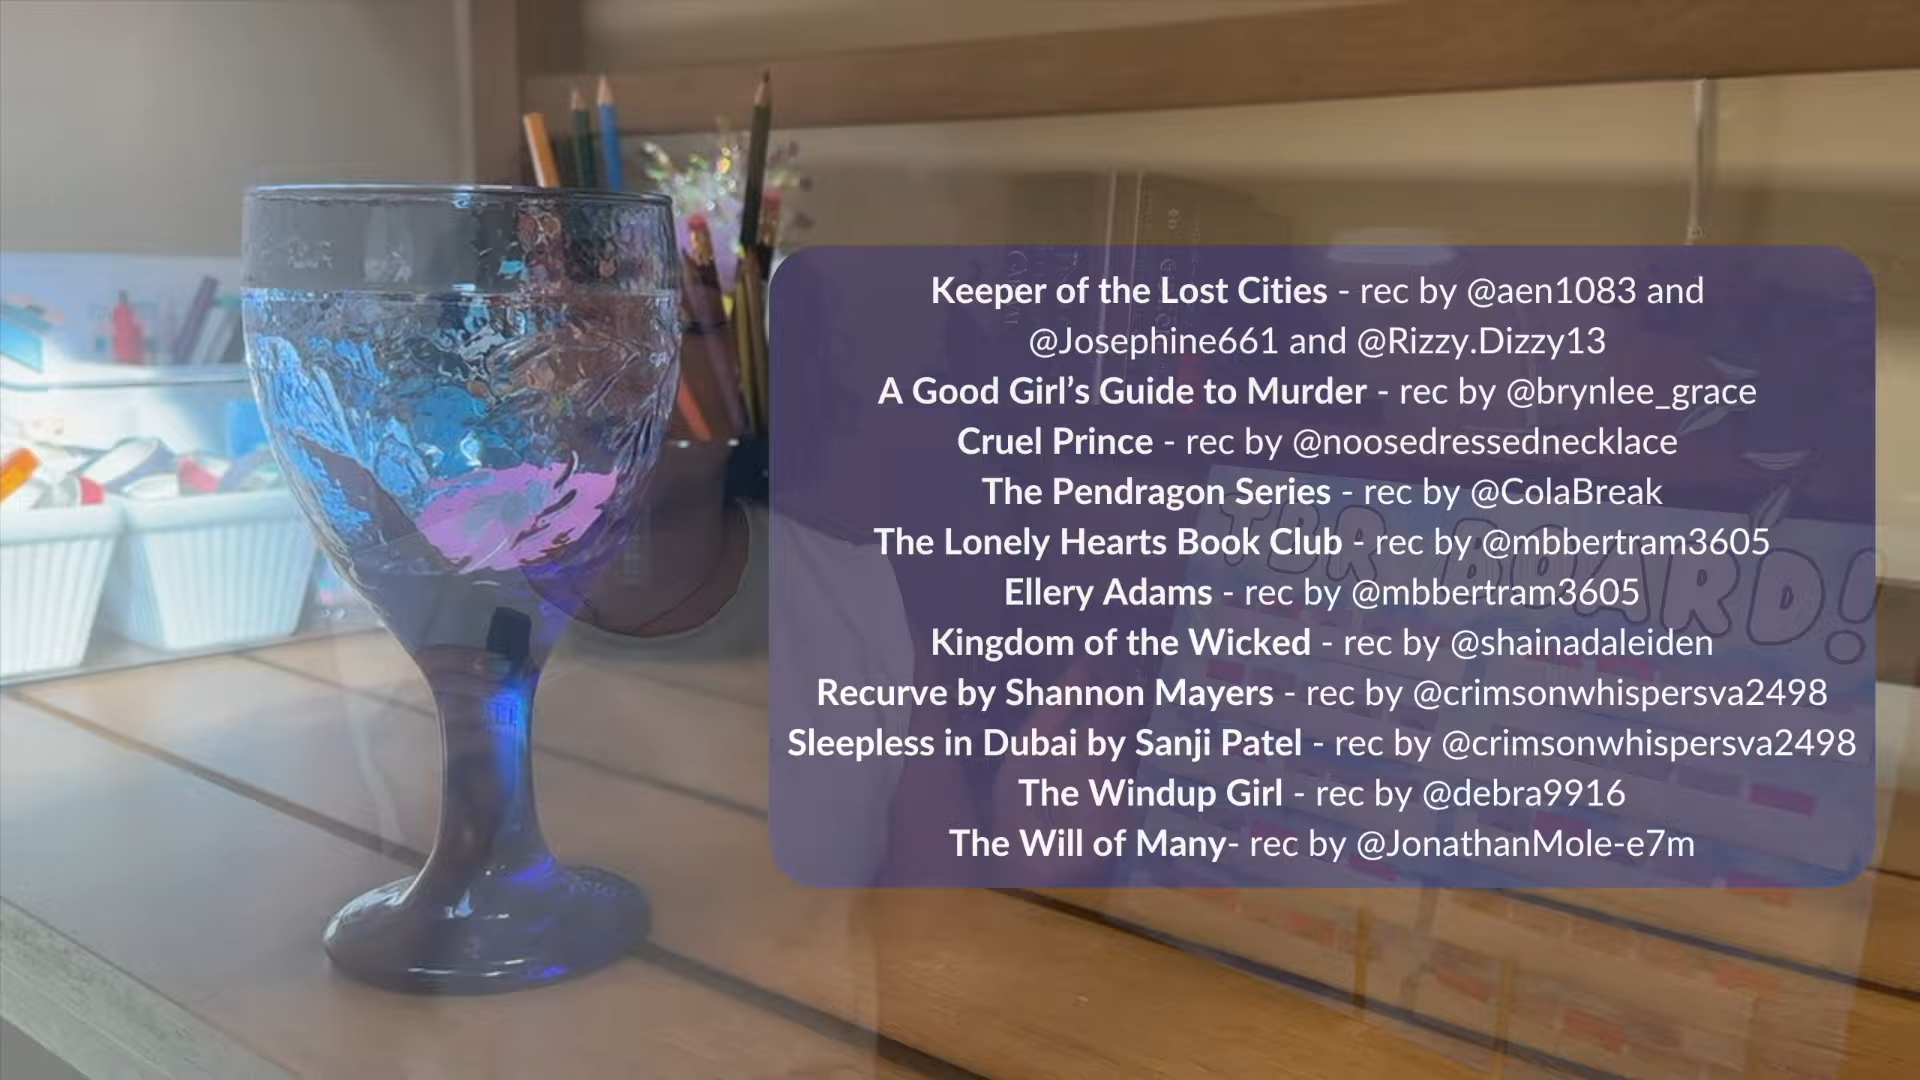 Keeper of the Lost Cities - rec by @aen1083 and
@Josephine661 and @Rizzy.Dizzy13
A Good Girl’s Guide to Murder - rec by @brynlee_grace
Cruel Prince - rec by @noosedressednecklace
The Pendragon Series - rec by @ColaBreak
The Lonely Hearts Book Club - rec by @mbbertram3605
Ellery Adams - rec by @mbbertram3605
Kingdom of the Wicked - rec by @shainadaleiden
Recurve by Shannon Mayers - rec by @crimsonwhispersva2498
Sleepless in Dubai by Sanji Patel - rec by @crimsonwhispersva2498
The Windup Girl - rec by @debra9916
The Will of Many- rec by @JonathanMole-e7m
TBR BOARD!